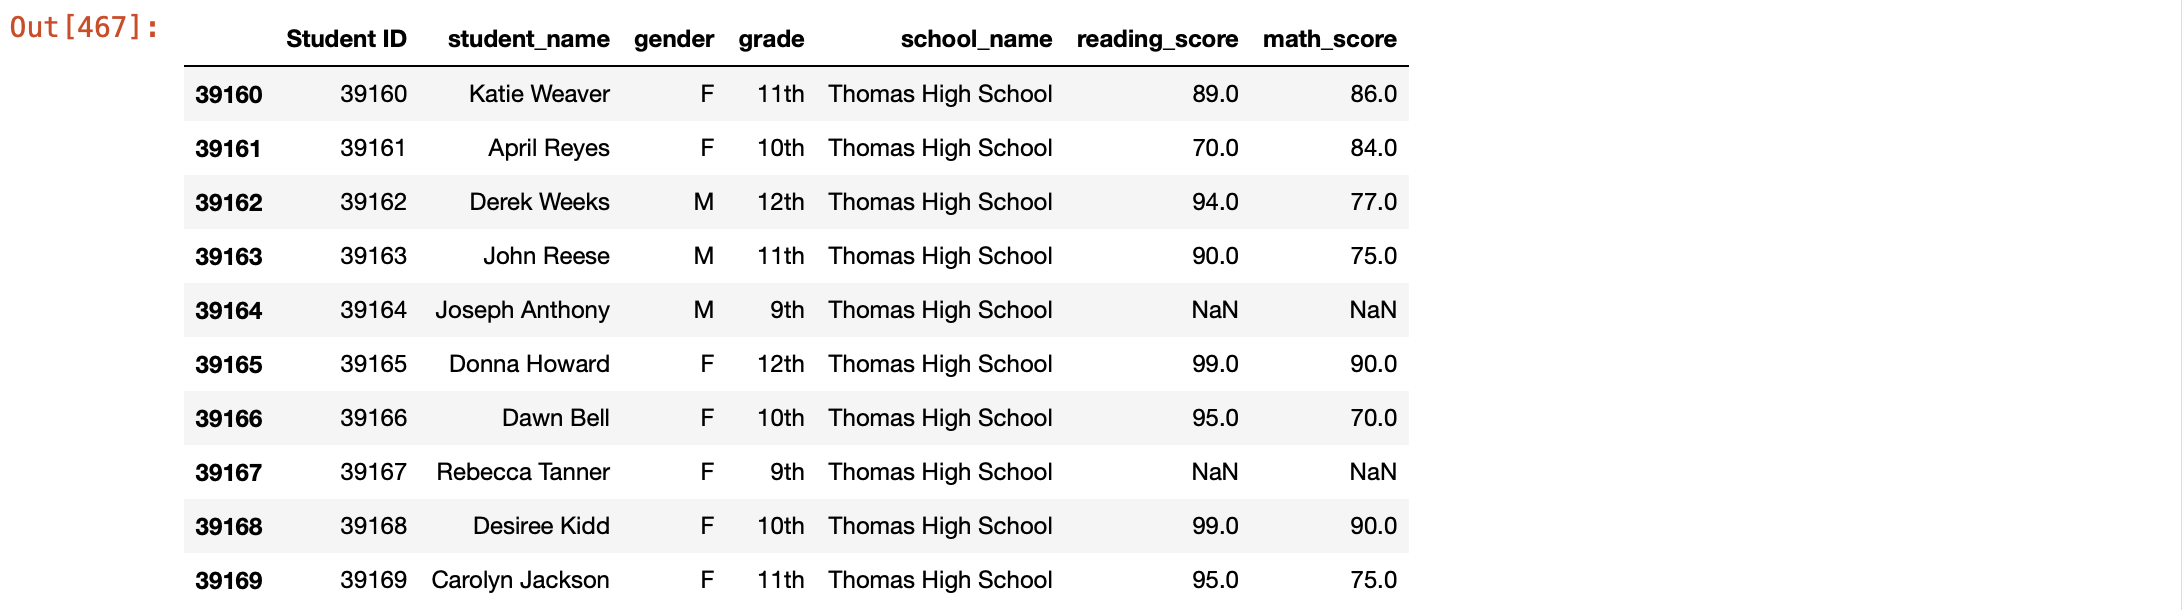 Out[467]:
Student ID student_name gender grade school_name reading_score math_score
39160 39160 Katie Weaver F 11th Thomas High School 89.0 86.0
39161 39161 April Reyes F 10th Thomas High School 70.0 84.0
39162 39162 Derek Weeks M 12th Thomas High School 94.0 77.0
39163 39163 John Reese M 11th Thomas High School 90.0 75.0
39164 39164 Joseph Anthony M 9th Thomas High School NaN NaN
39165 39165 Donna Howard F 12th Thomas High School 99.0 90.0
39166 39166 Dawn Bell F 10th Thomas High School 95.0 70.0
39167 39167 Rebecca Tanner F 9th Thomas High School NaN NaN
39168 39168 Desiree Kidd F 10th Thomas High School 99.0 90.0
39169 39169 Carolyn Jackson F 11th Thomas High School 95.0 75.0